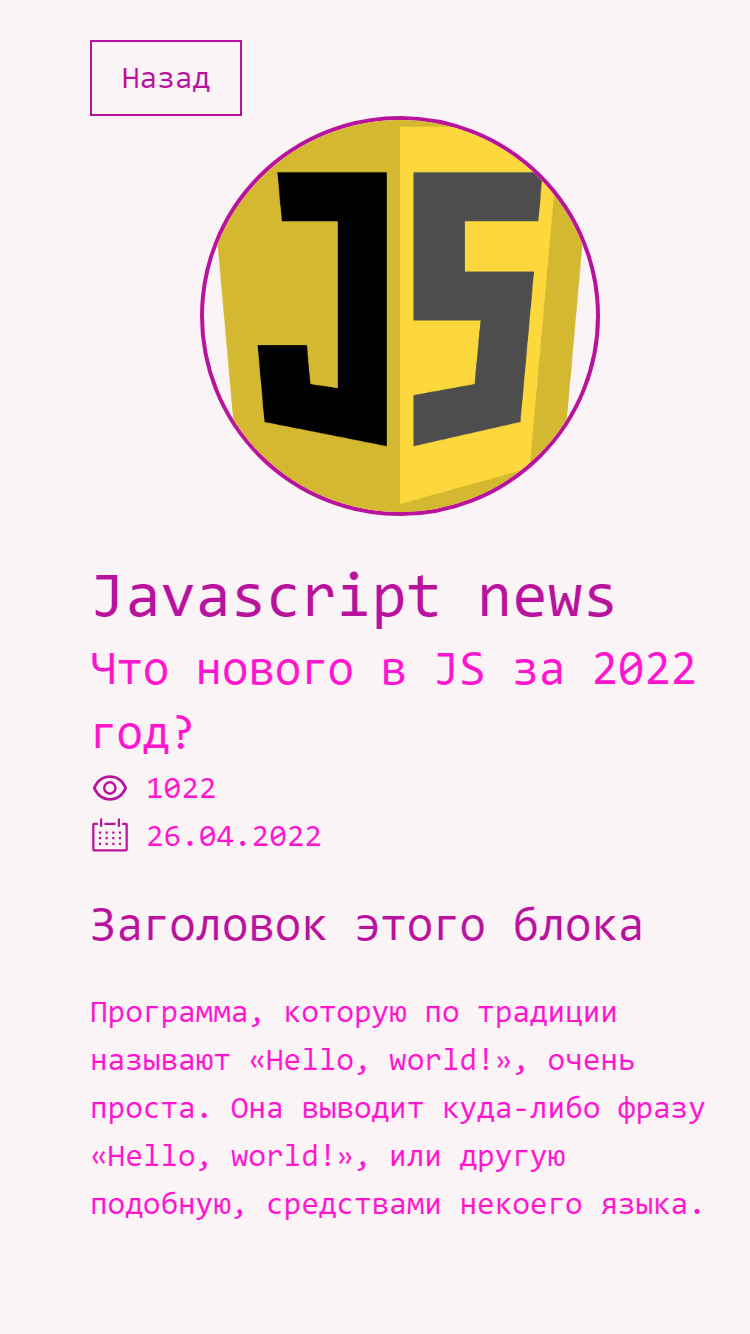 Назад
JS
Javascript news
Что нового в JS за 2022
год?
1022
26.04.2022
Заголовок этого блока
Программа, которую по традиции
называют «Hello, world!», очень
проста. Она выводит куда-либо фразу
«Hello, world!», или другую
подобную, средствами некоего языка.